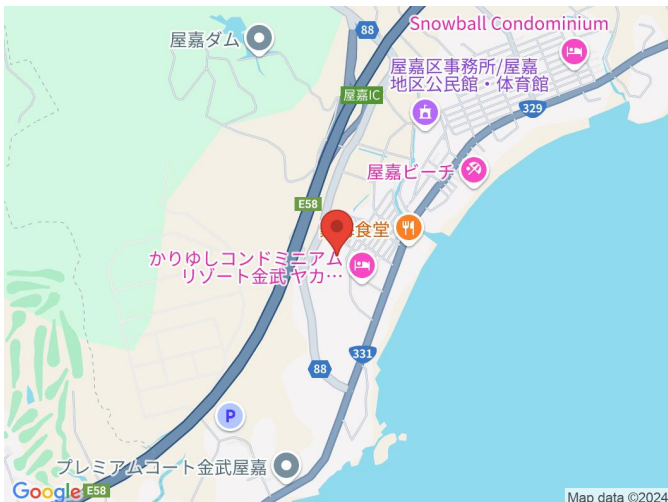 Snowball Condominium
88
屋嘉ダム
屋嘉区事務所/屋嘉
地区公民館・体育館
屋嘉IC
329
屋嘉ビーチ
E58
食堂
かりゆしコンドミニアム
リゾート金武 ヤカ…
331
88
P
プレミアムコート金武屋嘉
Google
E58
Map data ©2024